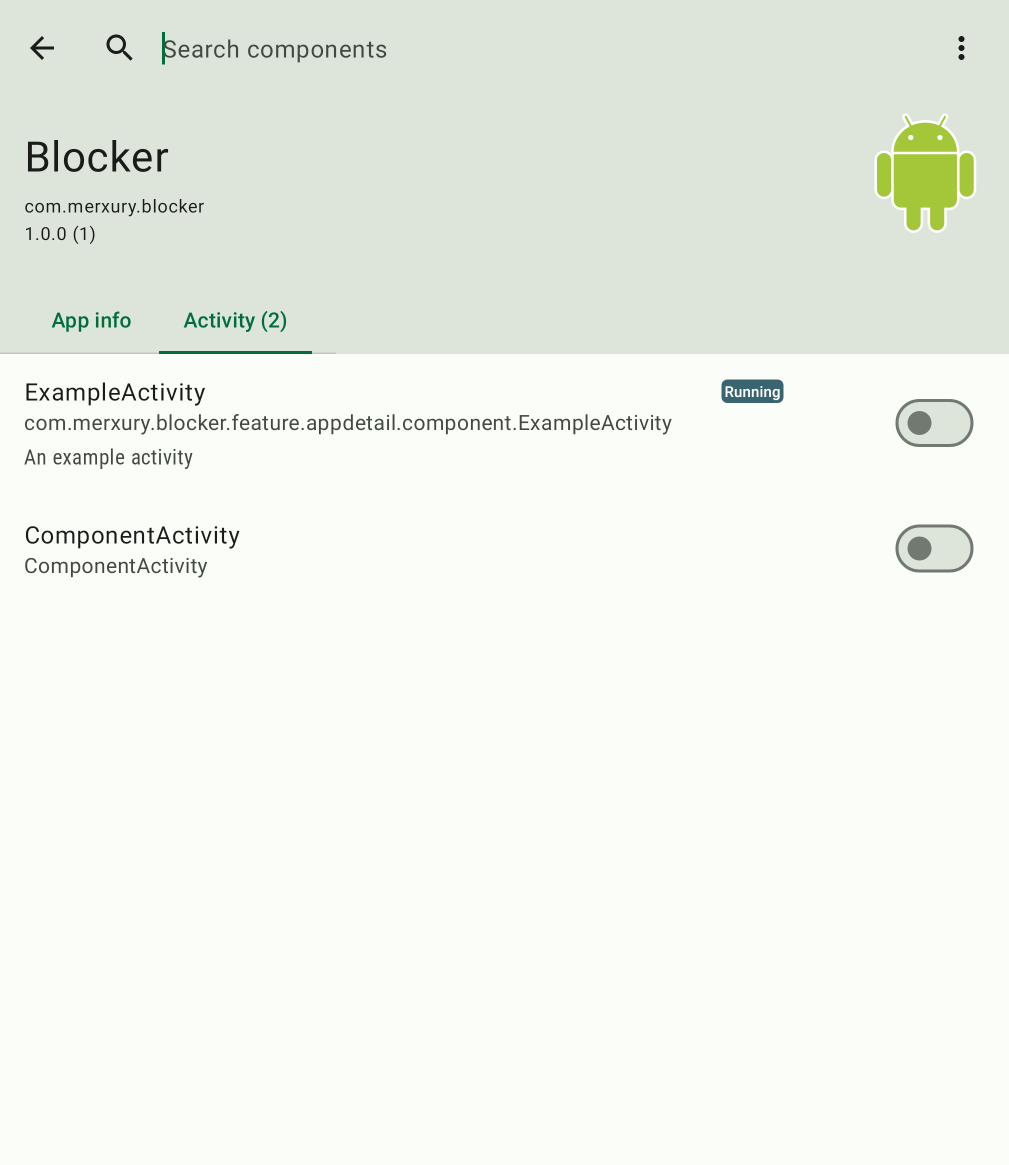 Search components
Blocker
com.merxury.blocker
1.0.0 (1)
App info
Activity (2)
ExampleActivity
Running
com.merxury.blocker.feature.appdetail.component.ExampleActivity
An example activity
ComponentActivity
ComponentActivity